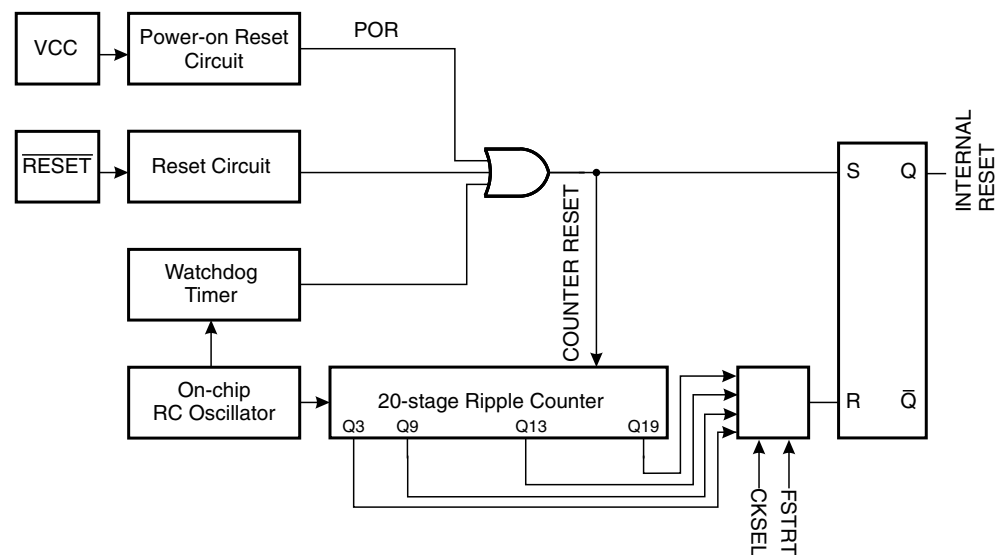 VCC
Power-on Reset
Circuit
POR
RESET
Reset Circuit
S
Q
INTERNAL
RESET
COUNTER RESET
Watchdog
Timer
On-chip
RC Oscillator
20-stage Ripple Counter
Q3
Q9
Q13
Q19
R
Q̅
CKSEL
FSTRT